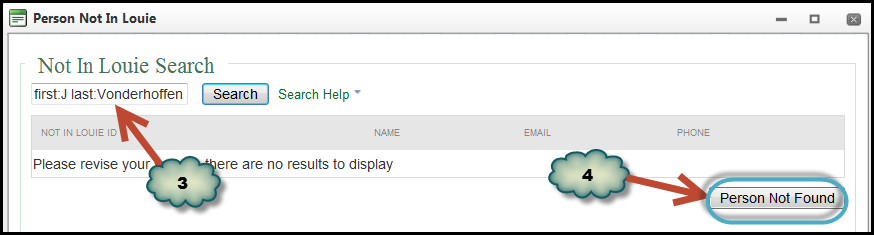 Person Not In Louie
Not In Louie Search
first:J last:Vonderhoffen Search Search Help
NOT IN LOUIE ID NAME EMAIL PHONE
Please revise your there are no results to display
3
4
Person Not Found